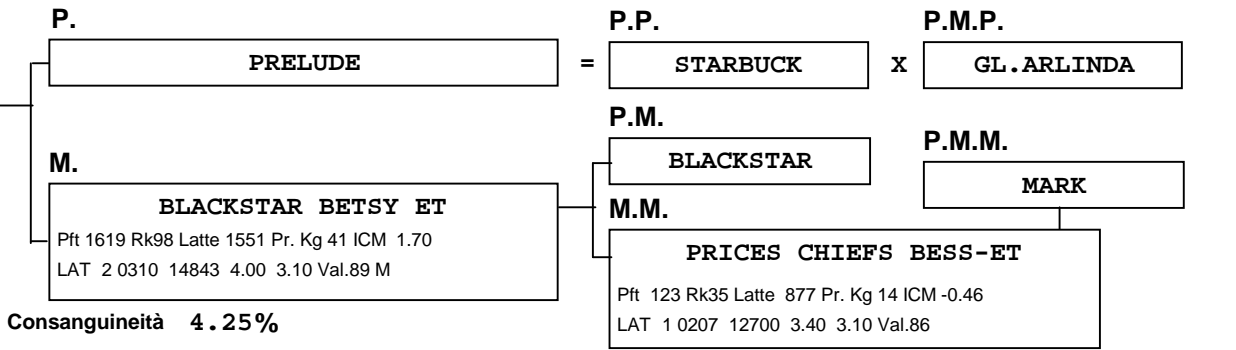 P. P.P. P.M.P.
PRELUDE = STARBUCK X GL.ARLINDA
P.M.
P.M.M.
M. BLACKSTAR
MARK
BLACKSTAR BETSY ET M.M.
Pft 1619 Rk98 Latte 1551 Pr. Kg 41 ICM 1.70
PRICES CHIEFS BESS-ET
LAT 2 0310 14843 4.00 3.10 Val.89 M
Pft 123 Rk35 Latte 877 Pr. Kg 14 ICM -0.46
Consanguineità 4.25%
LAT 1 0207 12700 3.40 3.10 Val.86